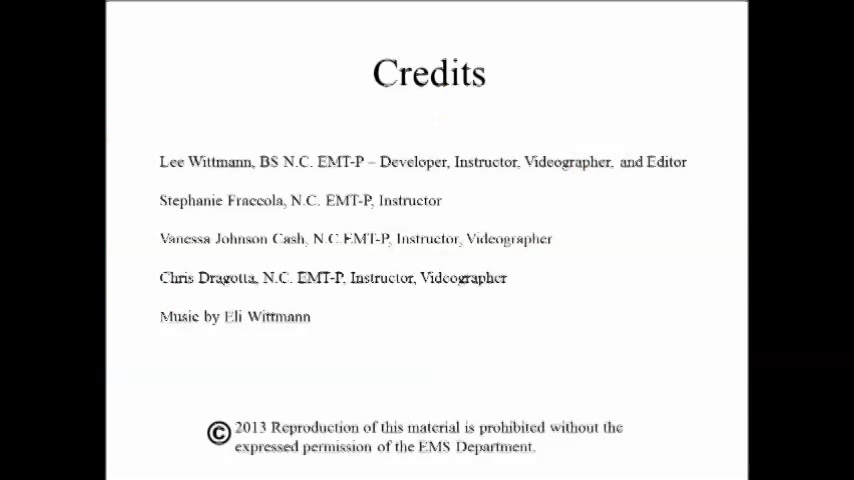 Credits
Lee Wittmann, BS N.C. EMT-P – Developer, Instructor, Videographer, and Editor
Stephanie Fraccola, N.C. EMT-P, Instructor
Vanessa Johnson Cash, N.C.EMT-P, Instructor, Videographer
Chris Dragotta, N.C. EMT-P, Instructor, Videographer
Music by Eli Wittmann
© 2013 Reproduction of this material is prohibited without the
expressed permission of the EMS Department.